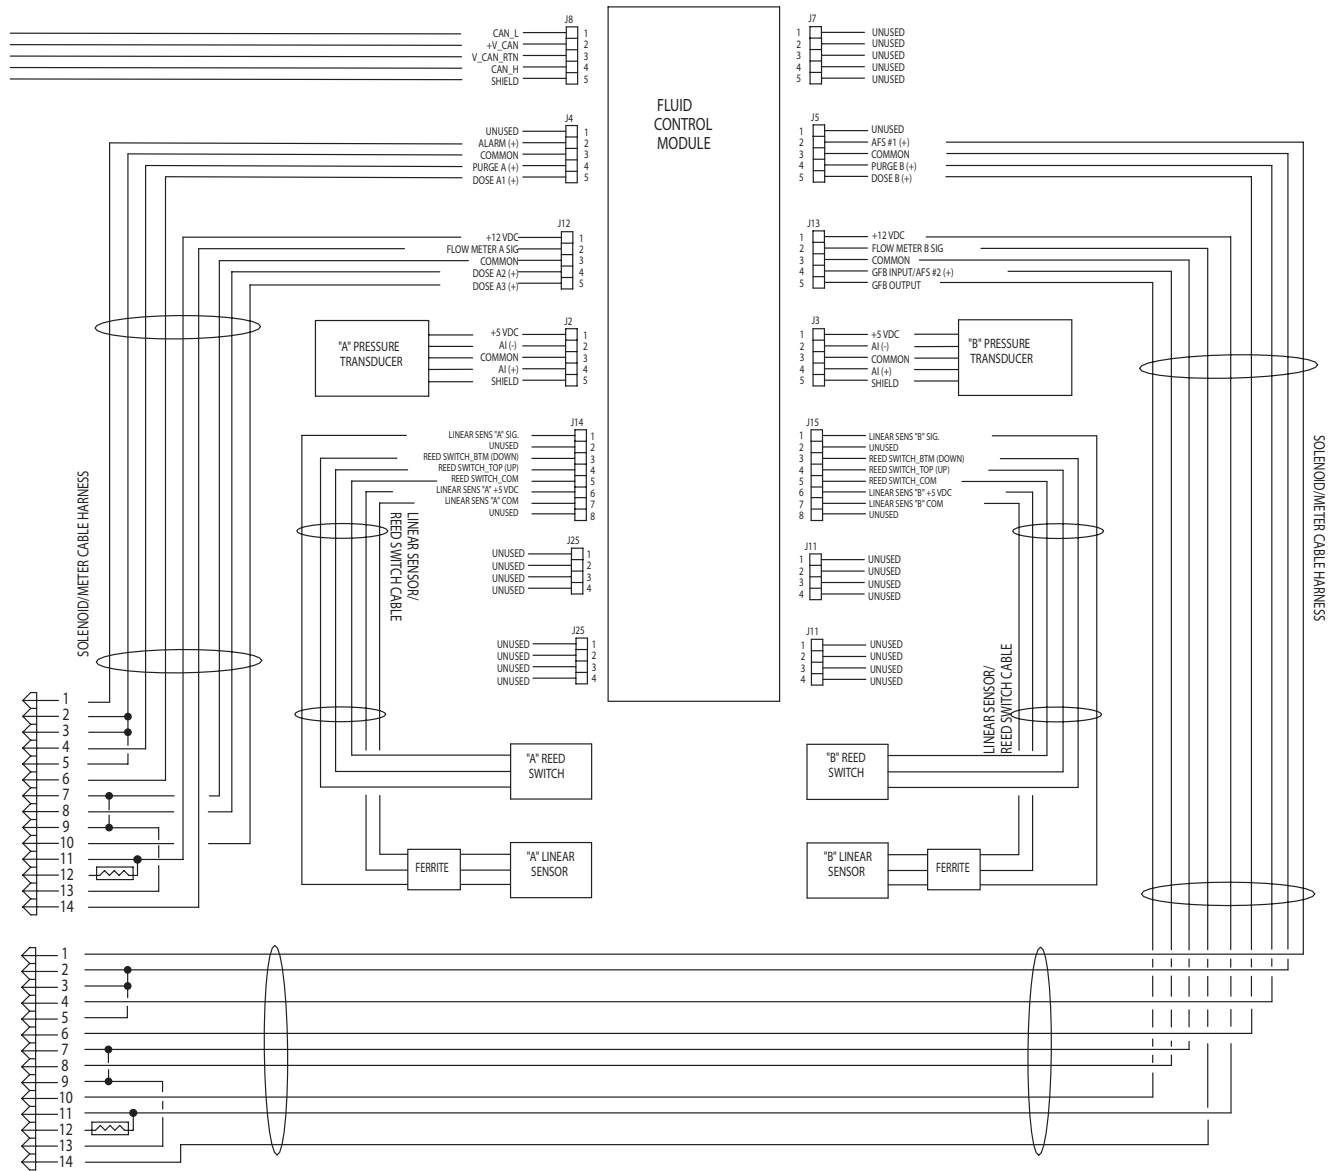 J8
CAN_L 1
+V_CAN 2
V_CAN_RTN 3
CAN_H 4
SHIELD 5
J4
UNUSED 1
ALARM (+) 2
COMMON 3
PURGE A (+) 4
DOSE A1 (+) 5
J12
+12 VDC 1
FLOW METER A SIG 2
COMMON 3
DOSE A2 (+) 4
DOSE A3 (+) 5
"A" PRESSURE
TRANSDUCER
J2
+5 VDC 1
AI (-) 2
COMMON 3
AI (+) 4
SHIELD 5
J14
LINEAR SENS "A" SIG. 1
UNUSED 2
REED SWITCH_BTM (DOWN) 3
REED SWITCH_TOP (UP) 4
REED SWITCH_COM 5
LINEAR SENS "A" +5 VDC 6
LINEAR SENS "A" COM 7
UNUSED 8
J25
UNUSED 1
UNUSED 2
UNUSED 3
UNUSED 4
J25
UNUSED 1
UNUSED 2
UNUSED 3
UNUSED 4
FLUID
CONTROL
MODULE
J7
1 UNUSED
2 UNUSED
3 UNUSED
4 UNUSED
5 UNUSED
J5
1 UNUSED
2 AFS #1 (+)
3 COMMON
4 PURGE B (+)
5 DOSE B (+)
J13
1 +12 VDC
2 FLOW METER B SIG
3 COMMON
4 GFB INPUT/AFS #2 (+)
5 GFB OUTPUT
J3
1 +5 VDC
2 AI (-)
3 COMMON
4 AI (+)
5 SHIELD
"B" PRESSURE
TRANSDUCER
J15
1 LINEAR SENS "B" SIG.
2 UNUSED
3 REED SWITCH_BTM (DOWN)
4 REED SWITCH_TOP (UP)
5 REED SWITCH_COM
6 LINEAR SENS "B" +5 VDC
7 LINEAR SENS "B" COM
8 UNUSED
J11
1 UNUSED
2 UNUSED
3 UNUSED
4 UNUSED
J11
1 UNUSED
2 UNUSED
3 UNUSED
4 UNUSED
SOLENOID/METER CABLE HARNESS
LINEAR SENSOR/
REED SWITCH CABLE
LINEAR SENSOR/
REED SWITCH CABLE
SOLENOID/METER CABLE HARNESS
"A" REED
SWITCH
"B" REED
SWITCH
FERRITE
"A" LINEAR
SENSOR
"B" LINEAR
SENSOR
FERRITE
1
2
3
4
5
6
7
8
9
10
11
12
13
14
1
2
3
4
5
6
7
8
9
10
11
12
13
14